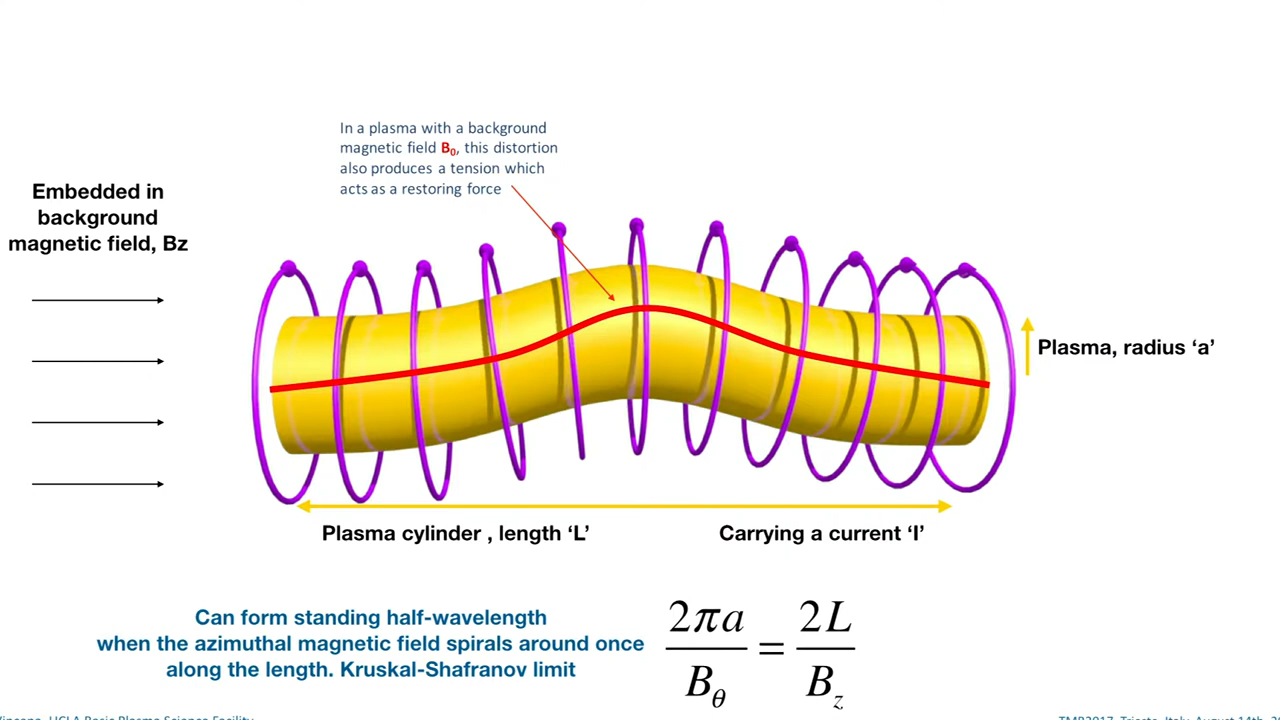 In a plasma with a background
magnetic field B₀, this distortion
also produces a tension which
acts as a restoring force
Embedded in
background
magnetic field, Bz
Plasma, radius ‘a’
Plasma cylinder , length ‘L’
Carrying a current ‘I’
Can form standing half-wavelength
when the azimuthal magnetic field spirals around once
along the length. Kruskal-Shafranov limit
2πa / B_θ = 2L / B_z
UCLA Basic Plasma Science Facility
TMB2017, Trieste, Italy, August 14th,